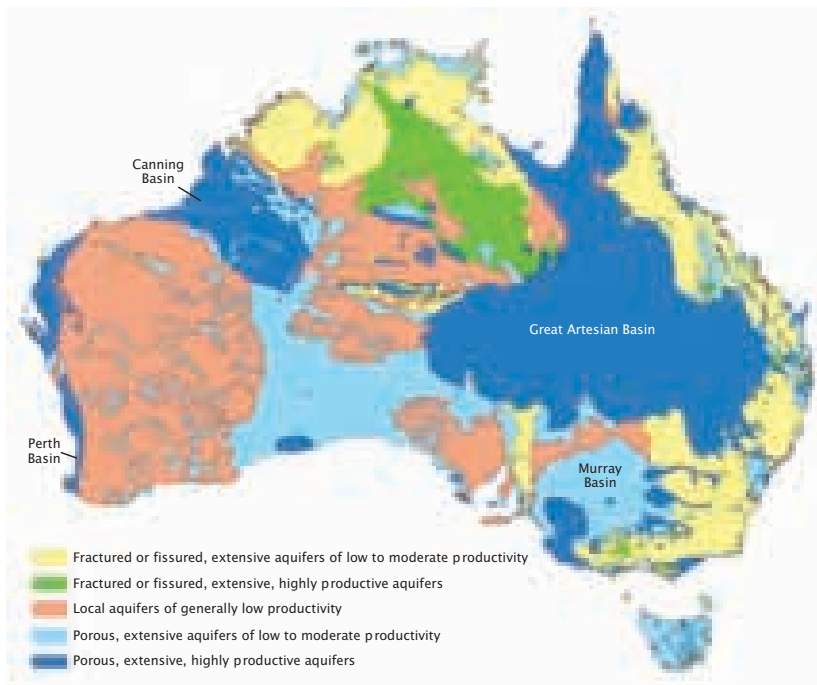 Canning
Basin
Great Artesian Basin
Perth
Basin
Murray
Basin
Fractured or fissured, extensive aquifers of low to moderate productivity
Fractured or fissured, extensive, highly productive aquifers
Local aquifers of generally low productivity
Porous, extensive aquifers of low to moderate productivity
Porous, extensive, highly productive aquifers